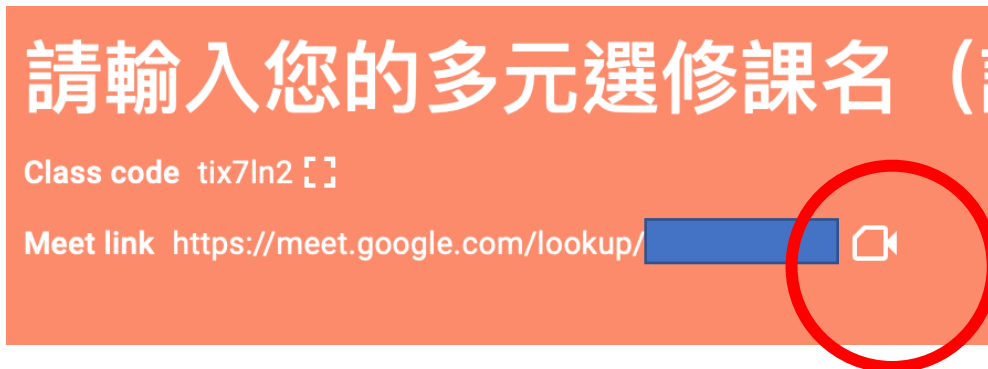 請輸入您的多元選修課名（
Class code tix7ln2
Meet link https://meet.google.com/lookup/